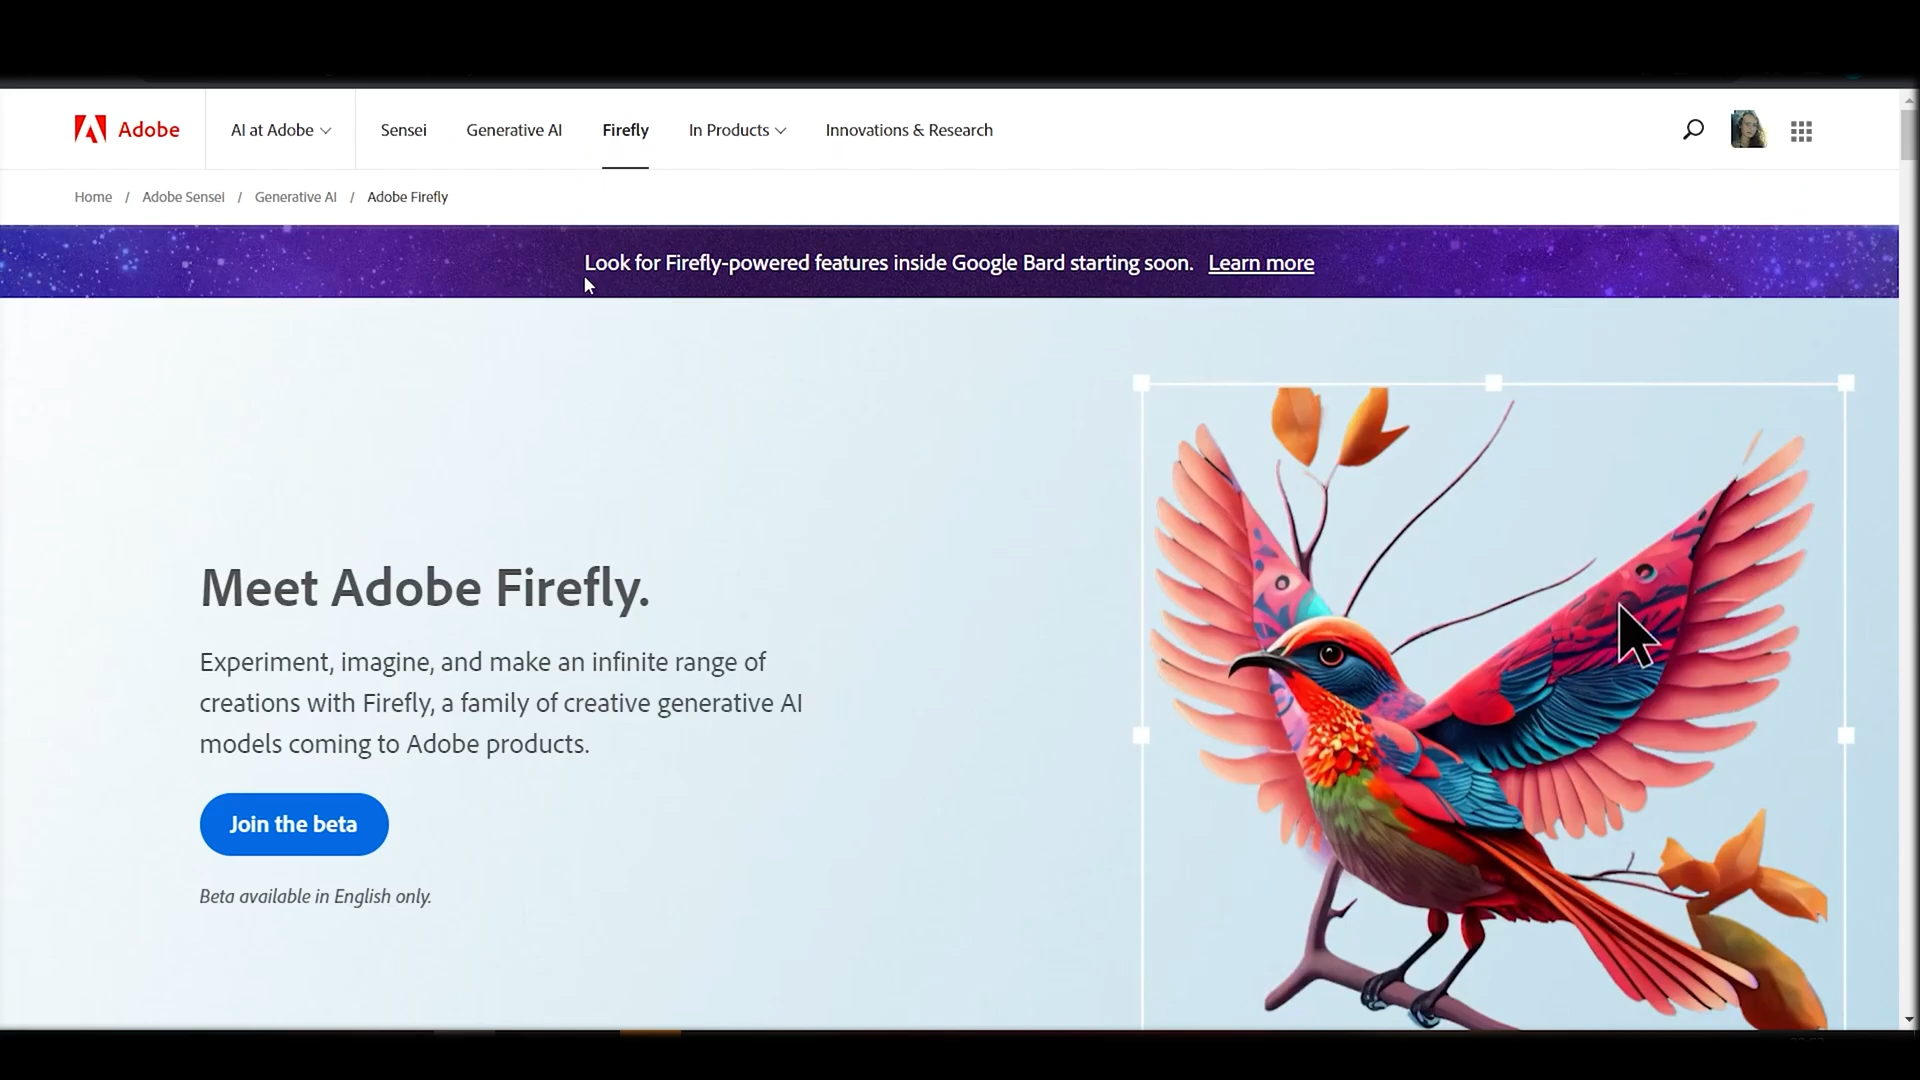 Adobe
AI at Adobe
Sensei
Generative AI
Firefly
In Products
Innovations & Research
Home / Adobe Sensei / Generative AI / Adobe Firefly
Look for Firefly-powered features inside Google Bard starting soon. Learn more
Meet Adobe Firefly.
Experiment, imagine, and make an infinite range of
creations with Firefly, a family of creative generative AI
models coming to Adobe products.
Join the beta
Beta available in English only.